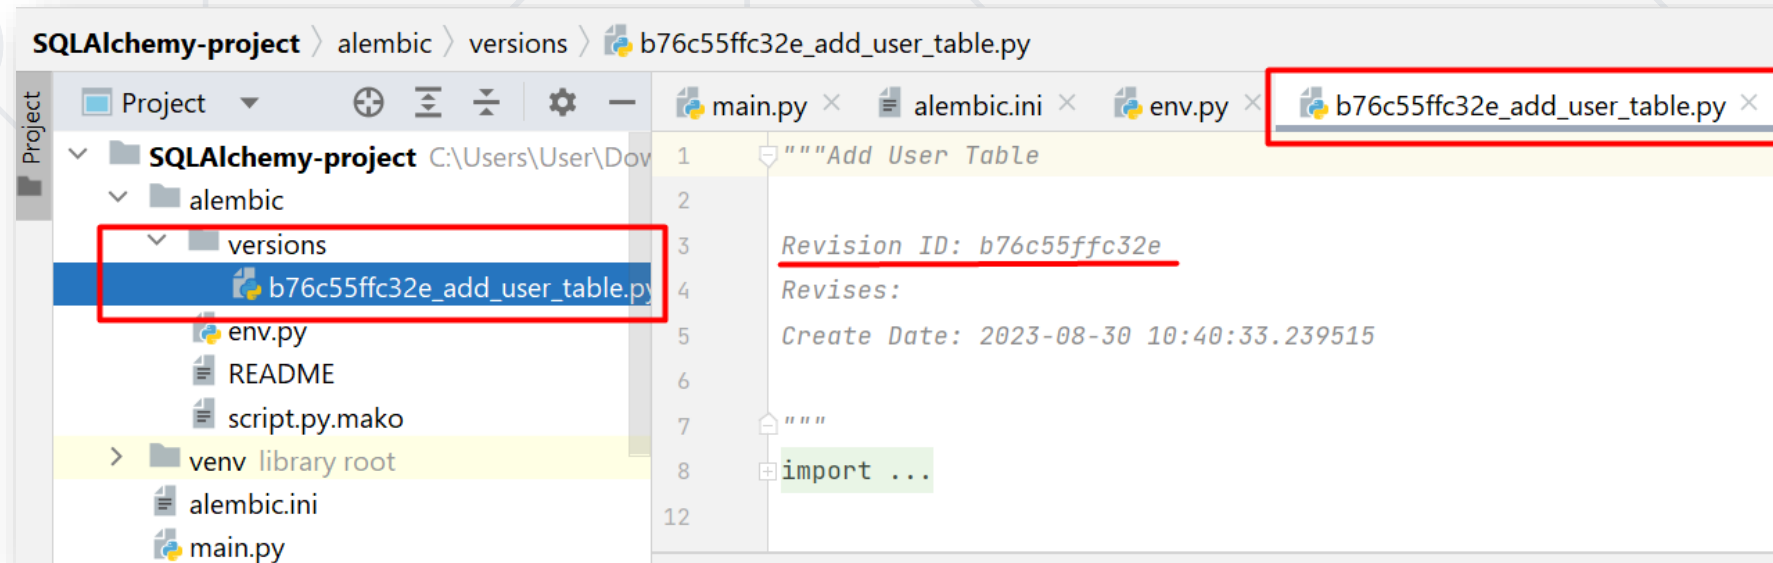 SQLAlchemy-project 〉 alembic 〉 versions 〉 b76c55ffc32e_add_user_table.py
Project
Project
SQLAlchemy-project C:\Users\User\Dow
alembic
versions
b76c55ffc32e_add_user_table.py
env.py
README
script.py.mako
venv library root
alembic.ini
main.py
main.py alembic.ini env.py b76c55ffc32e_add_user_table.py
1 """Add User Table
2
3 Revision ID: b76c55ffc32e
4 Revises:
5 Create Date: 2023-08-30 10:40:33.239515
6
7 """
8 import ...
12